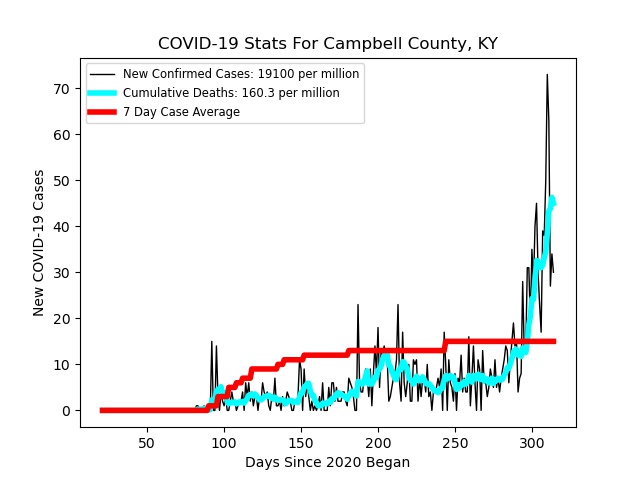 COVID-19 Stats For Campbell County, KY
New Confirmed Cases: 19100 per million
Cumulative Deaths: 160.3 per million
7 Day Case Average
New COVID-19 Cases
70
60
50
40
30
20
10
0
50 100 150 200 250 300
Days Since 2020 Began